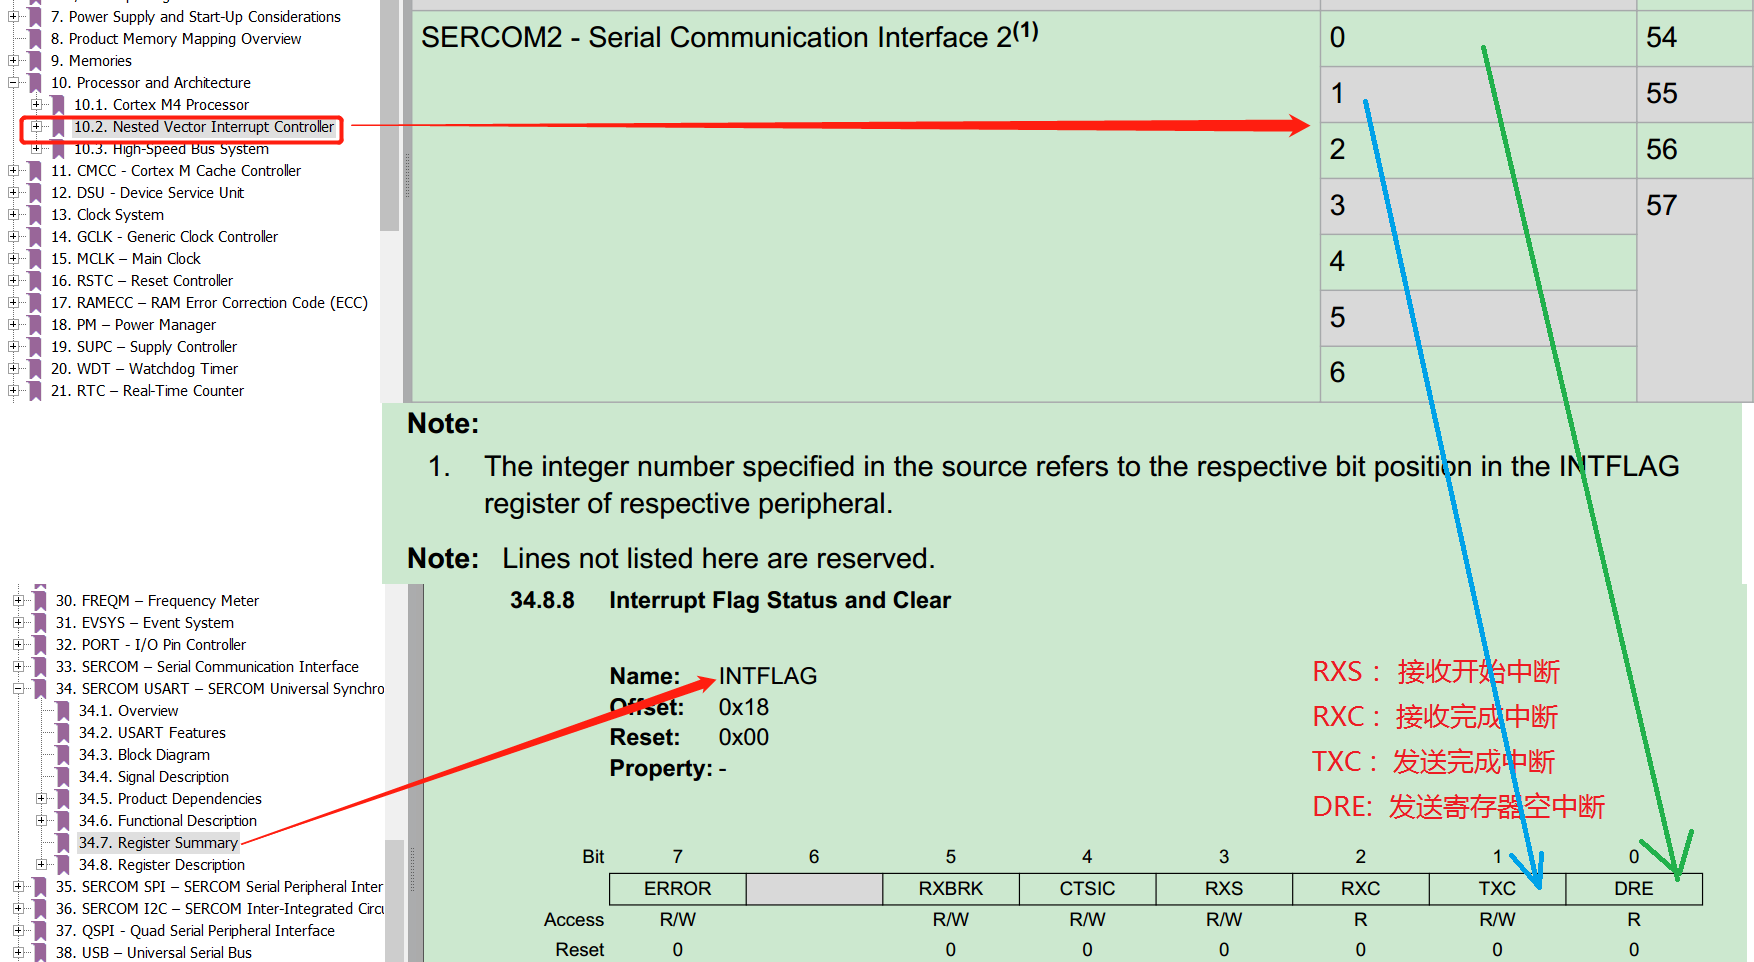 7. Power Supply and Start-Up Considerations
8. Product Memory Mapping Overview
9. Memories
10. Processor and Architecture
10.1. Cortex M4 Processor
10.2. Nested Vector Interrupt Controller
10.3. High-Speed Bus System
11. CMCC - Cortex M Cache Controller
12. DSU - Device Service Unit
13. Clock System
14. GCLK - Generic Clock Controller
15. MCLK – Main Clock
16. RSTC – Reset Controller
17. RAMECC – RAM Error Correction Code (ECC)
18. PM – Power Manager
19. SUPC – Supply Controller
20. WDT – Watchdog Timer
21. RTC – Real-Time Counter
SERCOM2 - Serial Communication Interface 2(1)
0 54
1 55
2 56
3 57
4
5
6
Note:
1. The integer number specified in the source refers to the respective bit position in the INTFLAG
register of respective peripheral.
Note: Lines not listed here are reserved.
30. FREQM – Frequency Meter
31. EVSYS – Event System
32. PORT - I/O Pin Controller
33. SERCOM – Serial Communication Interface
34. SERCOM USART – SERCOM Universal Synchro
34.1. Overview
34.2. USART Features
34.3. Block Diagram
34.4. Signal Description
34.5. Product Dependencies
34.6. Functional Description
34.7. Register Summary
34.8. Register Description
35. SERCOM SPI – SERCOM Serial Peripheral Inter
36. SERCOM I2C – SERCOM Inter-Integrated Circu
37. QSPI - Quad Serial Peripheral Interface
38. USB – Universal Serial Bus
34.8.8 Interrupt Flag Status and Clear
Name: INTFLAG
Offset: 0x18
Reset: 0x00
Property: -
RXS： 接收开始中断
RXC： 接收完成中断
TXC： 发送完成中断
DRE: 发送寄存器空中断
Bit 7 6 5 4 3 2 1 0
ERROR RXBRK CTSIC RXS RXC TXC DRE
Access R/W R/W R/W R/W R R/W R
Reset 0 0 0 0 0 0 0